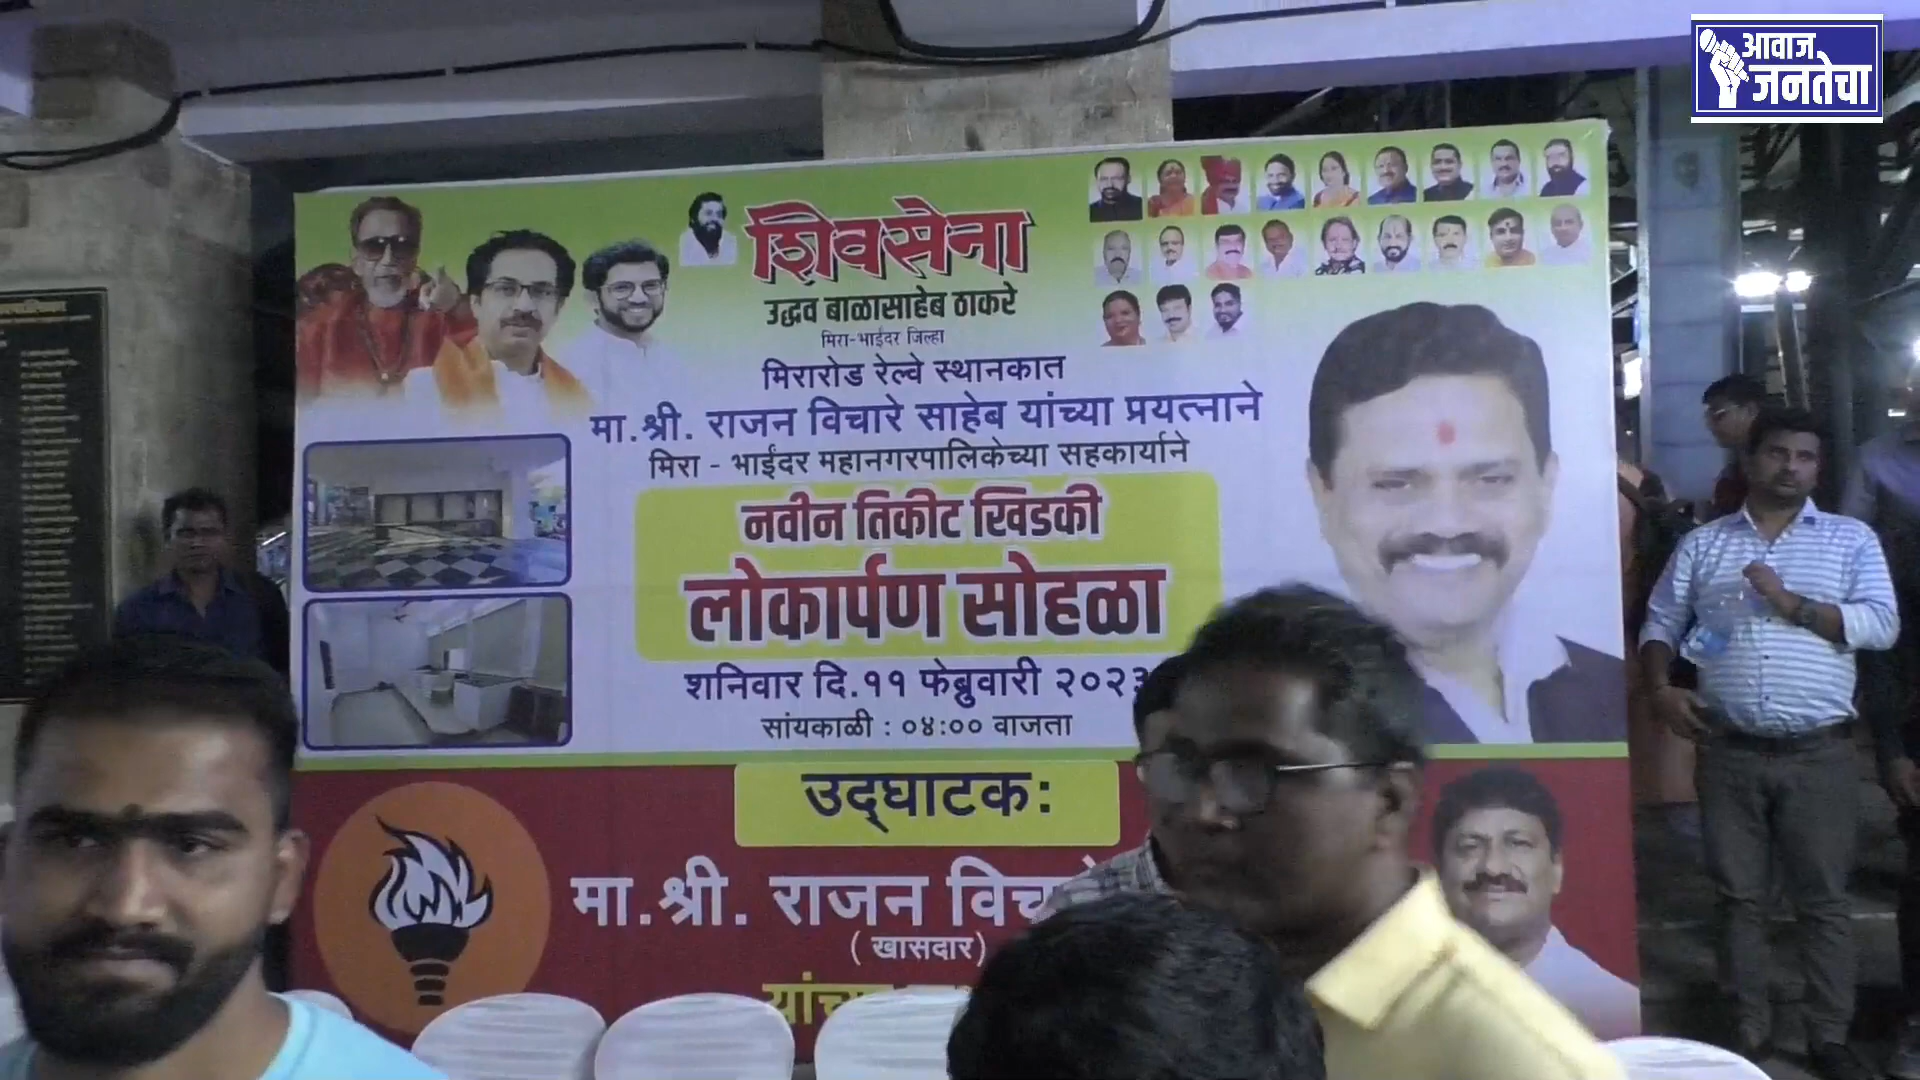 आवाज
जनतेचा
शिवसेना
उद्धव बाळासाहेब ठाकरे
मिरा-भाईंदर जिल्हा
मिरारोड रेल्वे स्थानकात
मा.श्री. राजन विचारे साहेब यांच्या प्रयत्नाने
मिरा - भाईंदर महानगरपालिकेच्या सहकार्याने
नवीन तिकीट खिडकी
लोकार्पण सोहळा
शनिवार दि.११ फेब्रुवारी २०२३
सांयकाळी : ०४:०० वाजता
उद्‌घाटक:
मा.श्री. राजन
(खासदार)